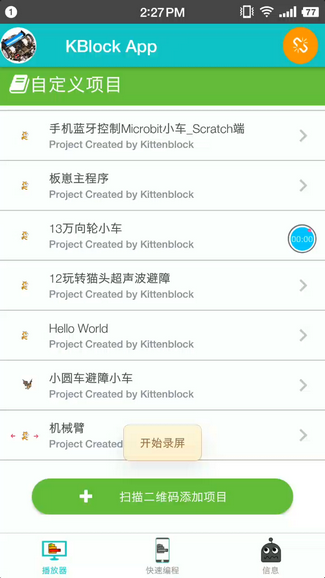 1
2:27PM
77
KBlock App
自定义项目
手机蓝牙控制Microbit小车_Scratch端
Project Created by Kittenblock
板崽主程序
Project Created by Kittenblock
13万向轮小车
Project Created by Kittenblock
00:00
12玩转猫头超声波避障
Project Created by Kittenblock
Hello World
Project Created by Kittenblock
小圆车避障小车
Project Created by Kittenblock
机械臂
Project Created
开始录屏
扫描二维码添加项目
播放器
快速编程
信息